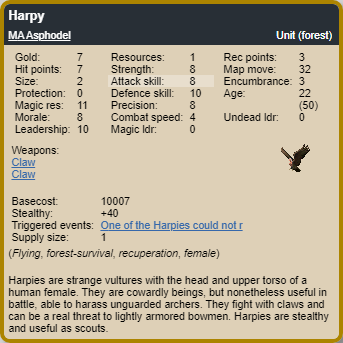 Harpy
MA Asphodel Unit (forest)
Gold: 7 Resources: 1 Rec points: 3
Hit points: 7 Strength: 8 Map move: 32
Size: 2 Attack skill: 8 Encumbrance: 3
Protection: 0 Defence skill: 10 Age: 22
Magic res: 11 Precision: 8 (50)
Morale: 8 Combat speed: 4 Undead ldr: 0
Leadership: 10 Magic ldr: 0
Weapons:
Claw
Claw
Basecost: 10007
Stealthy: +40
Triggered events: One of the Harpies could not r
Supply size: 1
(Flying, forest-survival, recuperation, female)
Harpies are strange vultures with the head and upper torso of a
human female. They are cowardly beings, but nonetheless useful in
battle, able to harass unguarded archers. They fight with claws and
can be a real threat to lightly armored bowmen. Harpies are stealthy
and useful as scouts.